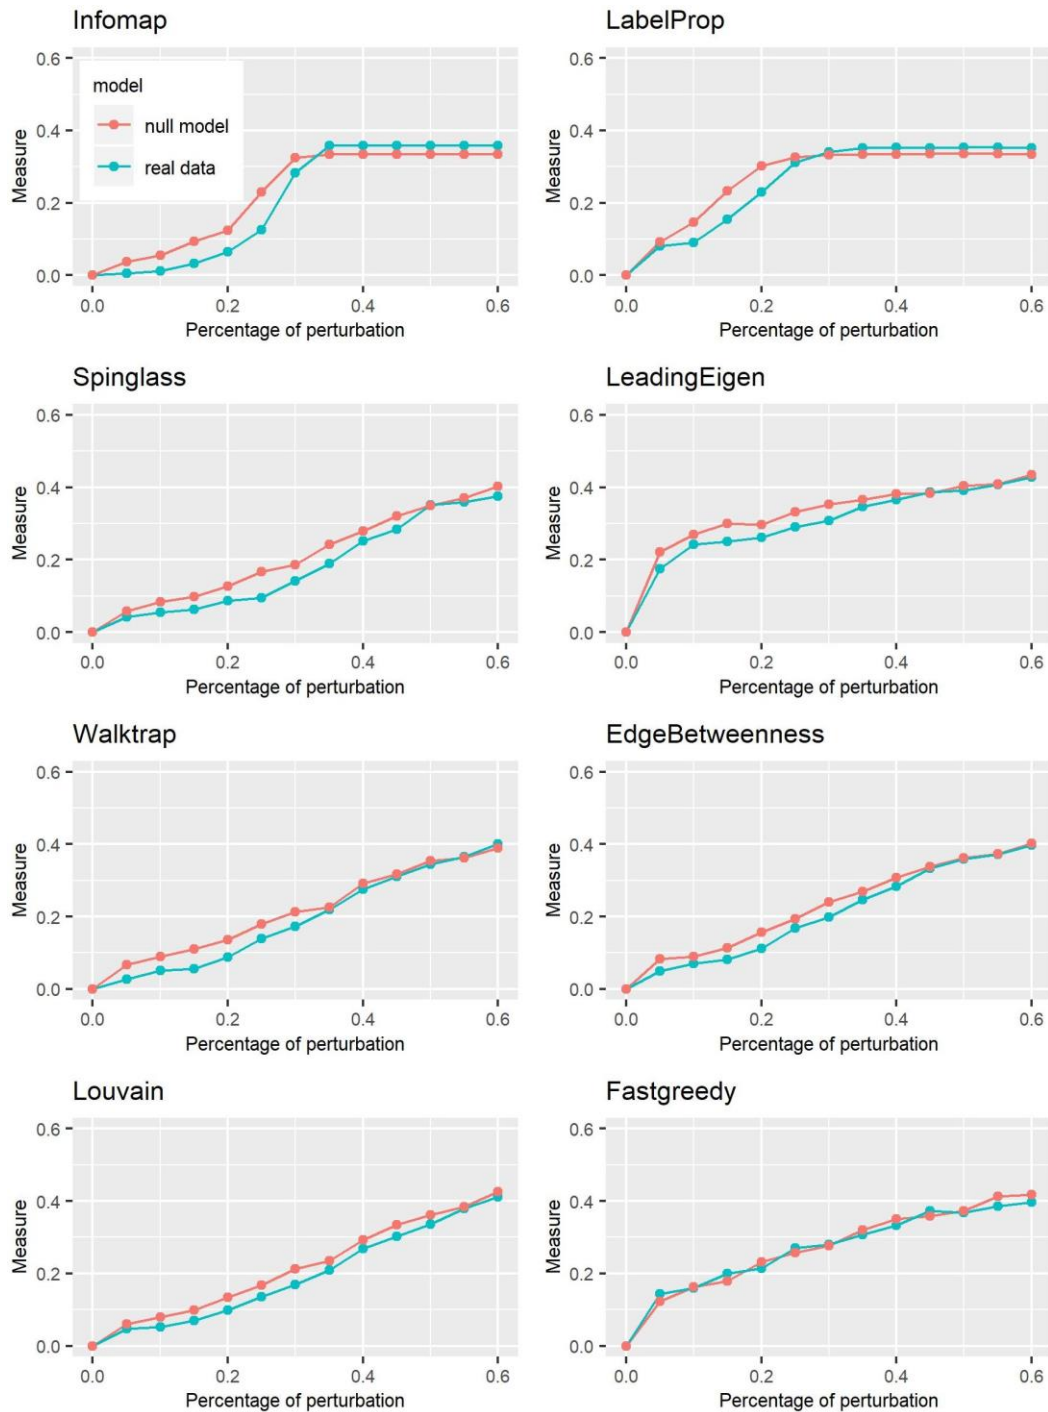 Infomap
LabelProp
0.6
0.4
0.2
0.0
Measure
model
null model
real data
0.0 0.2 0.4 0.6
Percentage of perturbation
0.6
0.4
0.2
0.0
Measure
0.0 0.2 0.4 0.6
Percentage of perturbation
Spinglass
LeadingEigen
0.6
0.4
0.2
0.0
Measure
0.0 0.2 0.4 0.6
Percentage of perturbation
0.6
0.4
0.2
0.0
Measure
0.0 0.2 0.4 0.6
Percentage of perturbation
Walktrap
EdgeBetweenness
0.6
0.4
0.2
0.0
Measure
0.0 0.2 0.4 0.6
Percentage of perturbation
0.6
0.4
0.2
0.0
Measure
0.0 0.2 0.4 0.6
Percentage of perturbation
Louvain
Fastgreedy
0.6
0.4
0.2
0.0
Measure
0.0 0.2 0.4 0.6
Percentage of perturbation
0.6
0.4
0.2
0.0
Measure
0.0 0.2 0.4 0.6
Percentage of perturbation